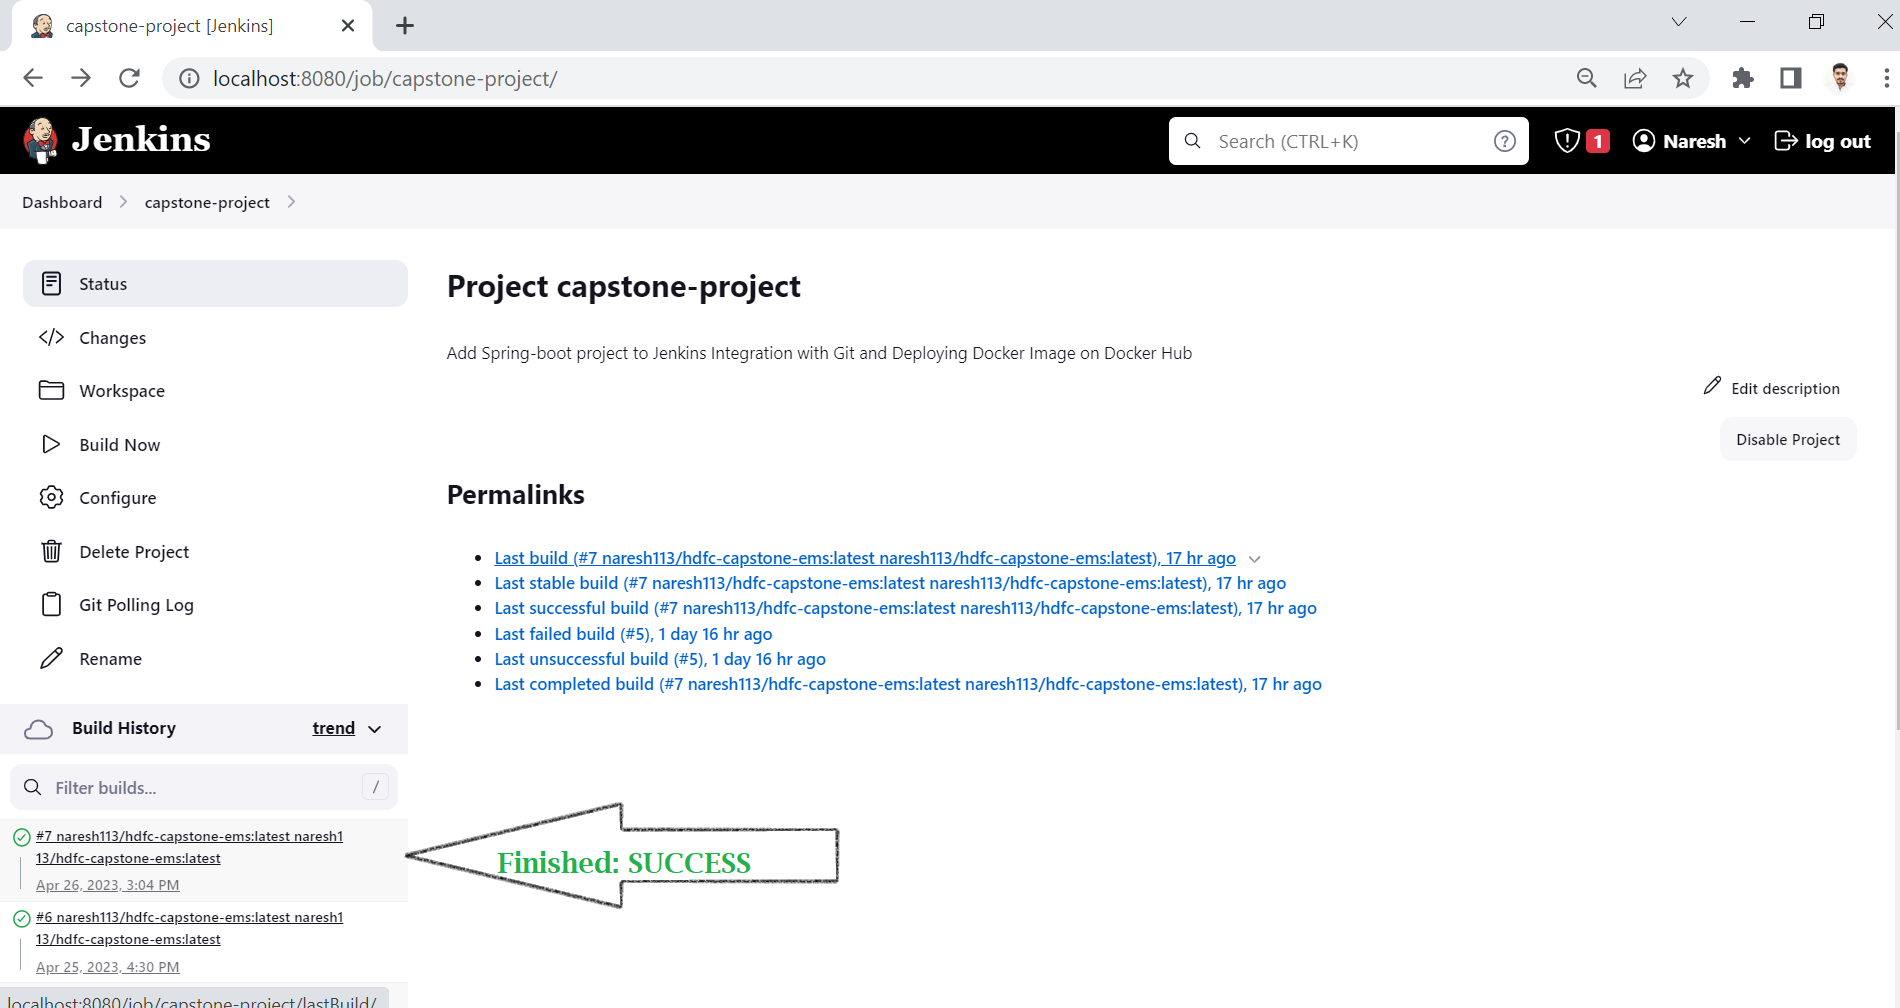 capstone-project [Jenkins]
localhost:8080/job/capstone-project/
Jenkins
Search (CTRL+K)
?
1
Naresh
log out
Dashboard
capstone-project
Status
Changes
Workspace
Build Now
Configure
Delete Project
Git Polling Log
Rename
Project capstone-project
Add Spring-boot project to Jenkins Integration with Git and Deploying Docker Image on Docker Hub
Edit description
Disable Project
Permalinks
Last build (#7 naresh113/hdfc-capstone-ems:latest naresh113/hdfc-capstone-ems:latest), 17 hr ago
Last stable build (#7 naresh113/hdfc-capstone-ems:latest naresh113/hdfc-capstone-ems:latest), 17 hr ago
Last successful build (#7 naresh113/hdfc-capstone-ems:latest naresh113/hdfc-capstone-ems:latest), 17 hr ago
Last failed build (#5), 1 day 16 hr ago
Last unsuccessful build (#5), 1 day 16 hr ago
Last completed build (#7 naresh113/hdfc-capstone-ems:latest naresh113/hdfc-capstone-ems:latest), 17 hr ago
Build History
trend
Filter builds...
/
#7 naresh113/hdfc-capstone-ems:latest naresh1
13/hdfc-capstone-ems:latest
Apr 26, 2023, 3:04 PM
Finished: SUCCESS
#6 naresh113/hdfc-capstone-ems:latest naresh1
13/hdfc-capstone-ems:latest
Apr 25, 2023, 4:30 PM
localhost:8080/job/capstone-project/lastBuild/